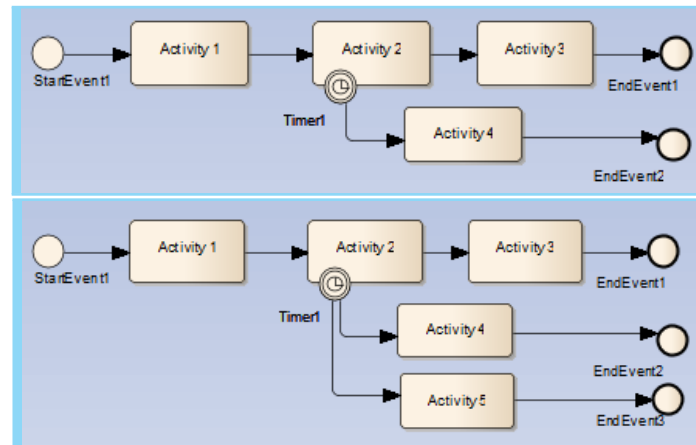 Activity 1
Activity 2
Activity 3
StartEvent1
EndEvent1
Timer1
Activity 4
EndEvent2
Activity 1
Activity 2
Activity 3
StartEvent1
EndEvent1
Timer1
Activity 4
EndEvent2
Activity 5
EndEvent3